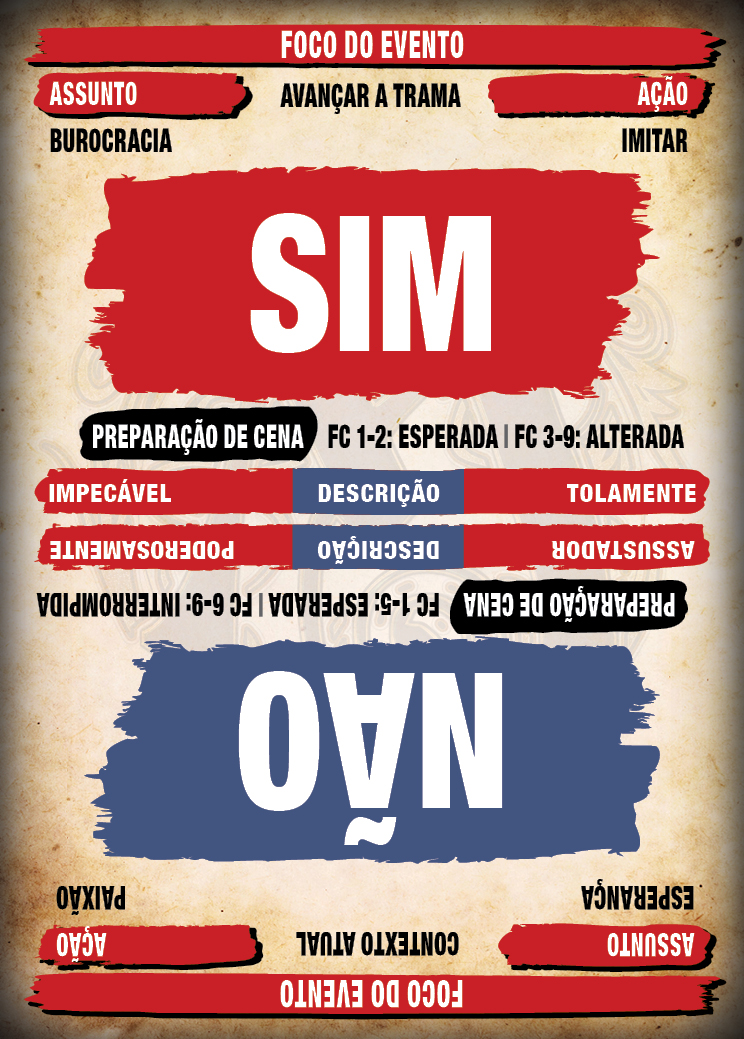 FOCO DO EVENTO
ASSUNTO AVANÇAR A TRAMA AÇÃO
BUROCRACIA IMITAR
SIM
PREPARAÇÃO DE CENA FC 1-2: ESPERADA | FC 3-9: ALTERADA
IMPECÁVEL DESCRIÇÃO TOLAMENTE
FOCO DO EVENTO
ASSUNTO CONTEXTO ATUAL AÇÃO
ESPERANÇA PAIXÃO
NÃO
PREPARAÇÃO DE CENA FC 1-5: ESPERADA | FC 6-9: INTERROMPIDA
ASSUSTADOR DESCRIÇÃO PODEROSAMENTE